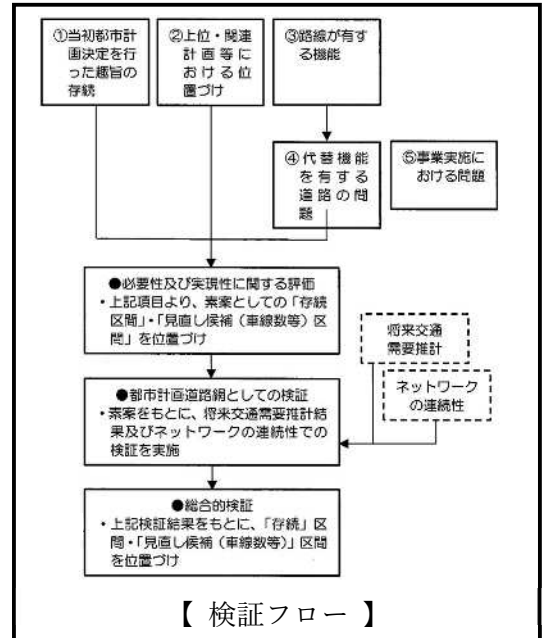 ①当初都市計
画決定を行
った趣旨の
存続
②上位・関連
計画等に
おける位
置づけ
③路線が有す
る機能
④代替機能
を有する
道路の問
題
⑤事業実施に
おける問題
●必要性及び実現性に関する評価
・上記項目より、素案としての「存続
区間」・「見直し候補（車線数等）区
間」を位置づけ
将来交通
需要推計
ネットワーク
の連続性
●都市計画道路網としての検証
・素案をもとに、将来交通需要推計結
果及びネットワークの連続性での
検証を実施
●総合的検証
・上記検証結果をもとに、「存続」区
間・「見直し候補（車線数等）」区間
を位置づけ
【 検証フロー 】